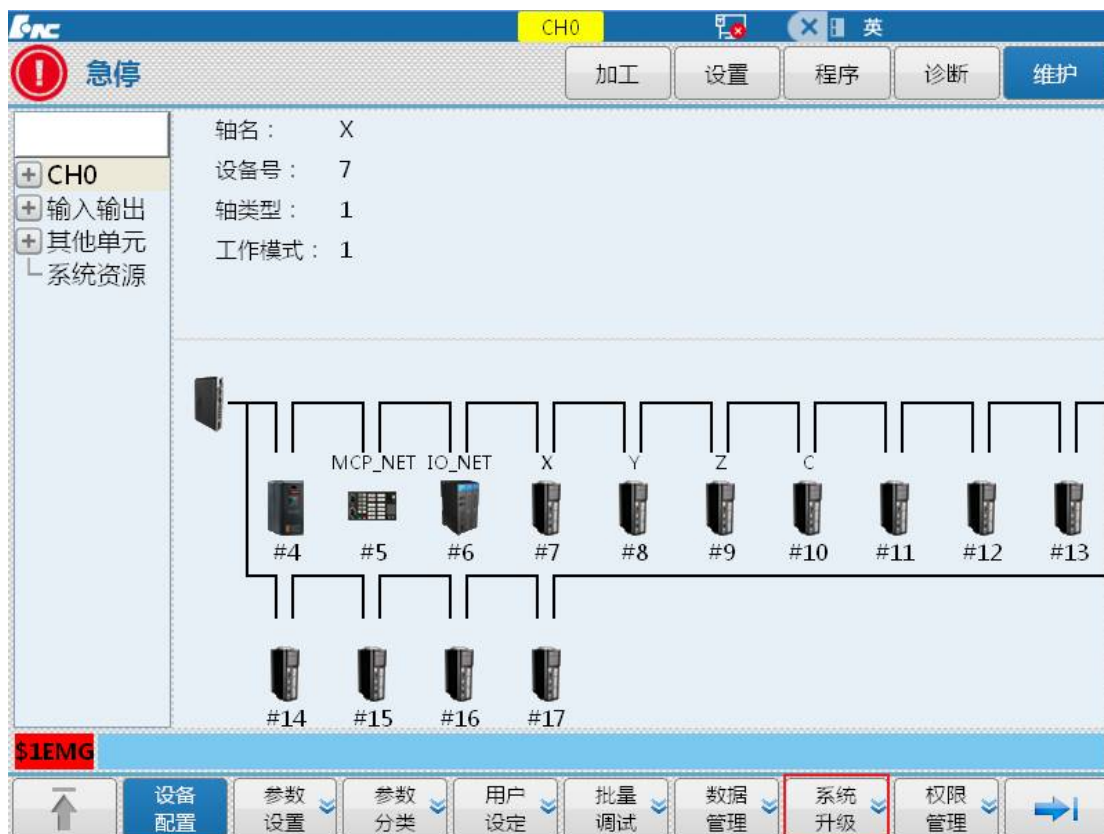 HNC CH0 英
急停 加工 设置 程序 诊断 维护
轴名： X
设备号： 7
轴类型： 1
工作模式： 1
CH0
输入输出
其他单元
系统资源
MCP_NET IO_NET X Y Z C
#4 #5 #6 #7 #8 #9 #10 #11 #12 #13
#14 #15 #16 #17
$1EMG
设备配置 参数设置 参数分类 用户设定 批量调试 数据管理 系统升级 权限管理